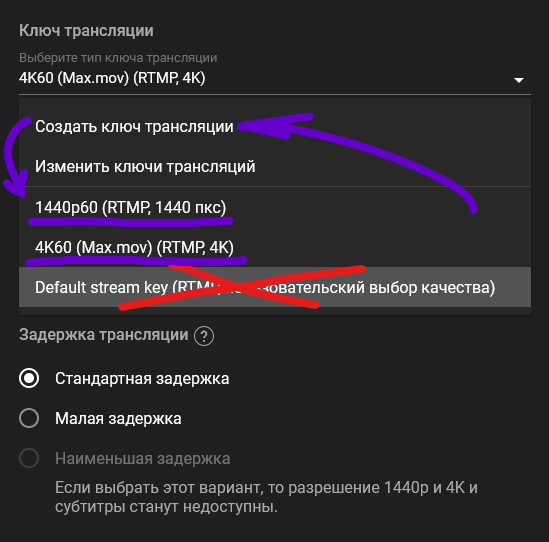 Ключ трансляции
Выберите тип ключа трансляции
4K60 (Max.mov) (RTMP, 4K)
Создать ключ трансляции
Изменить ключи трансляций
1440p60 (RTMP, 1440 пкс)
4K60 (Max.mov) (RTMP, 4K)
Default stream key (RTMP, пользовательский выбор качества)
Задержка трансляции ?
Стандартная задержка
Малая задержка
Наименьшая задержка
Если выбрать этот вариант, то разрешение 1440p и 4K и
субтитры станут недоступны.